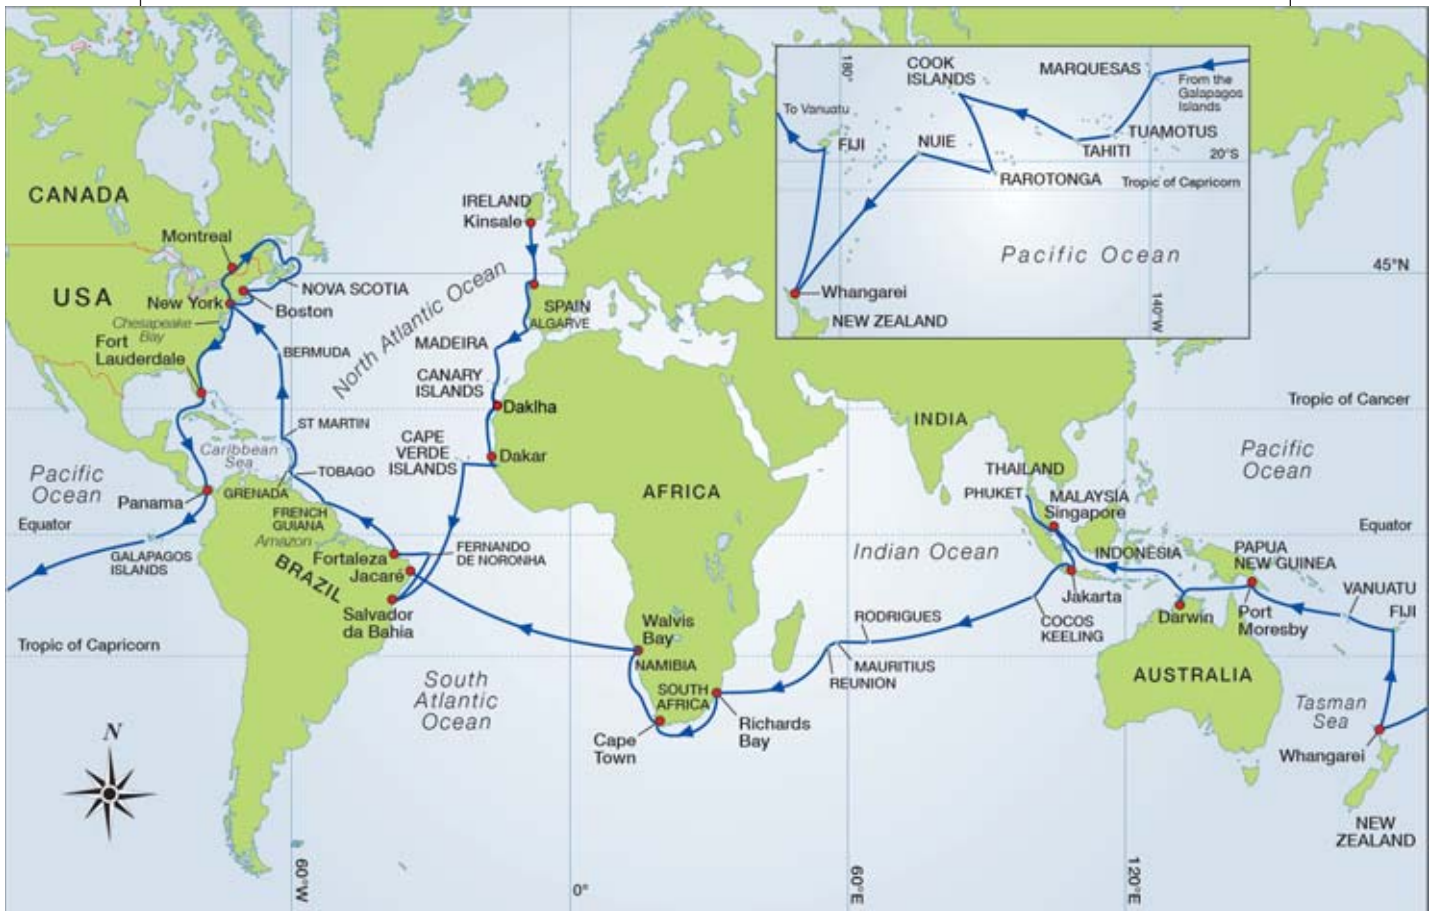 CANADA
Montreal
USA
New York
NOVA SCOTIA
Boston
Chesapeake
Bay
Fort
Lauderdale
BERMUDA
North Atlantic Ocean
ST MARTIN
Caribbean
Sea
TOBAGO
GRENADA
Pacific
Ocean
Panama
Equator
GALAPAGOS
ISLANDS
FRENCH
GUIANA
Amazon
BRAZIL
Fortaleza
Jacaré
Salvador
da Bahia
FERNANDO
DE NORONHA
Tropic of Capricorn
South
Atlantic
Ocean
N
60°W
IRELAND
Kinsale
SPAIN
ALGARVE
MADEIRA
CANARY
ISLANDS
Daklha
CAPE
VERDE
ISLANDS
Dakar
AFRICA
Walvis
Bay
NAMIBIA
SOUTH
AFRICA
Cape
Town
Richards
Bay
0°
60°E
INDIA
Indian Ocean
RODRIGUES
MAURITIUS
REUNION
THAILAND
PHUKET
MALAYSIA
Singapore
INDONESIA
Jakarta
COCOS
KEELING
PAPUA
NEW GUINEA
Darwin
Port
Moresby
VANUATU
FIJI
AUSTRALIA
Tasman
Sea
Whangarei
NEW
ZEALAND
120°E
45°N
Tropic of Cancer
Pacific
Ocean
Equator
180°
COOK
ISLANDS
MARQUESAS
From the
Galapagos
Islands
To Vanuatu
FIJI
NUIE
TUAMOTUS
TAHITI
20°S
RAROTONGA
Tropic of Capricorn
Pacific Ocean
Whangarei
NEW ZEALAND
140°W